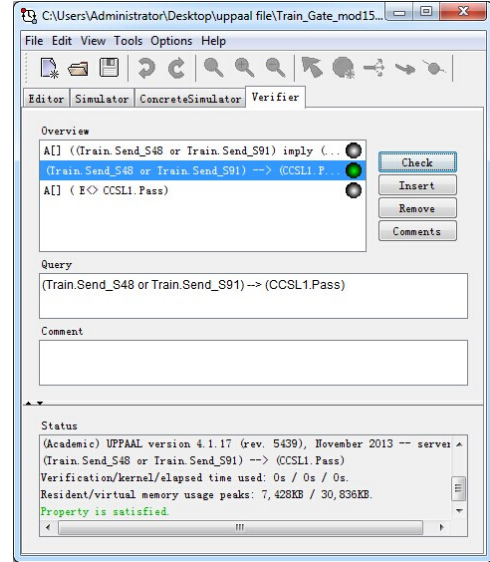 C:\Users\Administrator\Desktop\uppaal file\Train_Gate_mod15...
File Edit View Tools Options Help
Editor Simulator ConcreteSimulator Verifier
Overview
A[] ((Train.Send_S48 or Train.Send_S91) imply (...
Check
(Train.Send_S48 or Train.Send_S91) --> (CCSL1.P...
Insert
A[] ( E<> CCSL1.Pass)
Remove
Comments
Query
(Train.Send_S48 or Train.Send_S91) --> (CCSL1.Pass)
Comment
Status
(Academic) UPPAAL version 4.1.17 (rev. 5439), November 2013 -- server
(Train.Send_S48 or Train.Send_S91) --> (CCSL1.Pass)
Verification/kernel/elapsed time used: 0s / 0s / 0s.
Resident/virtual memory usage peaks: 7,428KB / 30,836KB.
Property is satisfied.